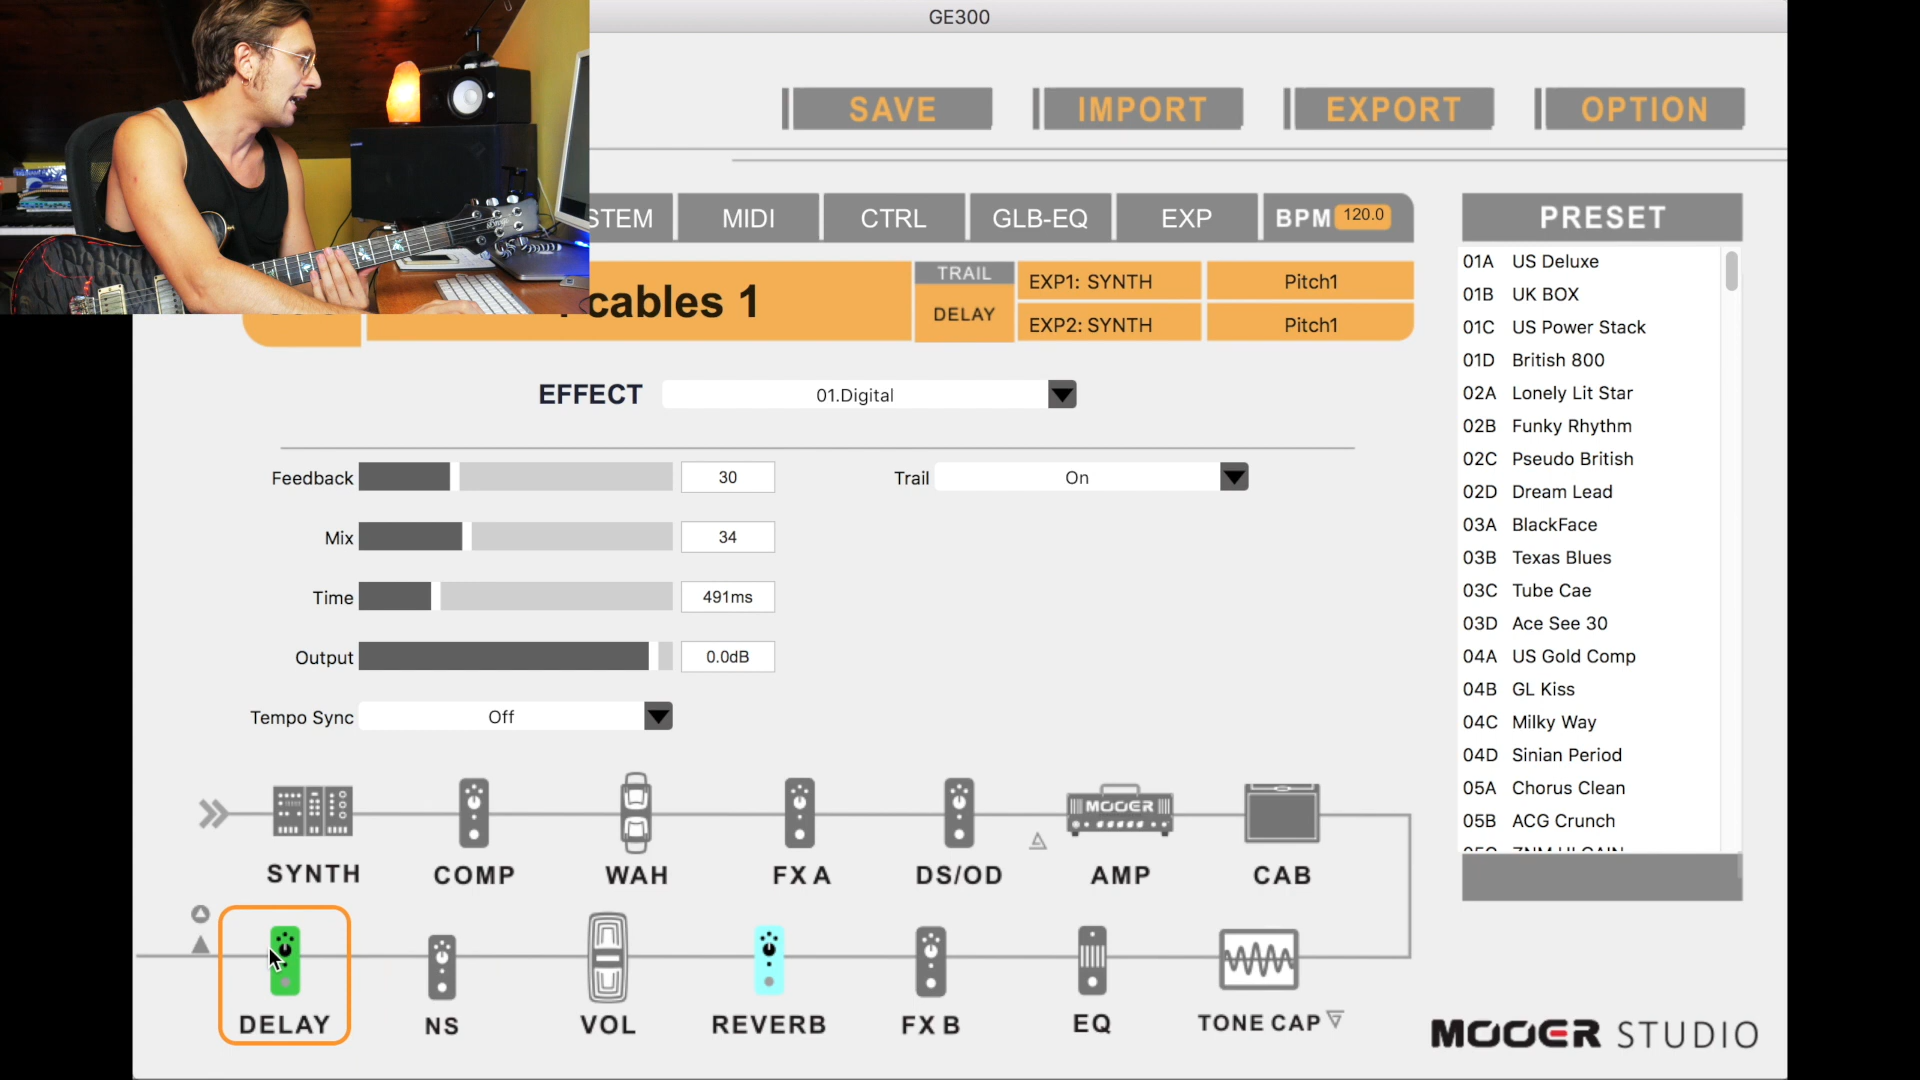 GE300
SAVE
IMPORT
EXPORT
OPTION
STEM
MIDI
CTRL
GLB-EQ
EXP
BPM 120.0
PRESET
cables 1
TRAIL
DELAY
EXP1: SYNTH
Pitch1
EXP2: SYNTH
Pitch1
EFFECT
01.Digital
Feedback
30
Trail
On
Mix
34
Time
491ms
Output
0.0dB
Tempo Sync
Off
01A US Deluxe
01B UK BOX
01C US Power Stack
01D British 800
02A Lonely Lit Star
02B Funky Rhythm
02C Pseudo British
02D Dream Lead
03A BlackFace
03B Texas Blues
03C Tube Cae
03D Ace See 30
04A US Gold Comp
04B GL Kiss
04C Milky Way
04D Sinian Period
05A Chorus Clean
05B ACG Crunch
MOOER
SYNTH
COMP
WAH
FX A
DS/OD
AMP
CAB
DELAY
NS
VOL
REVERB
FX B
EQ
TONE CAP
MOOER STUDIO